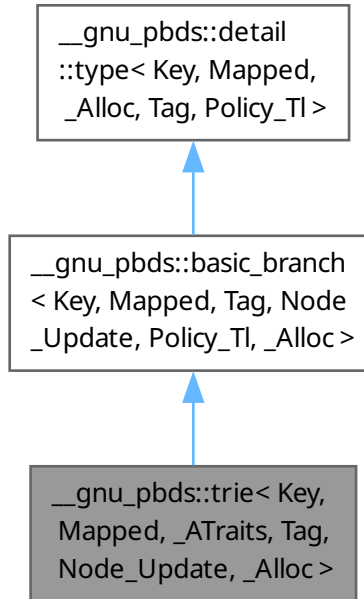 __gnu_pbds::detail
::type< Key, Mapped,
_Alloc, Tag, Policy_Tl >
__gnu_pbds::basic_branch
< Key, Mapped, Tag, Node
_Update, Policy_Tl, _Alloc >
__gnu_pbds::trie< Key,
Mapped, _ATraits, Tag,
Node_Update, _Alloc >